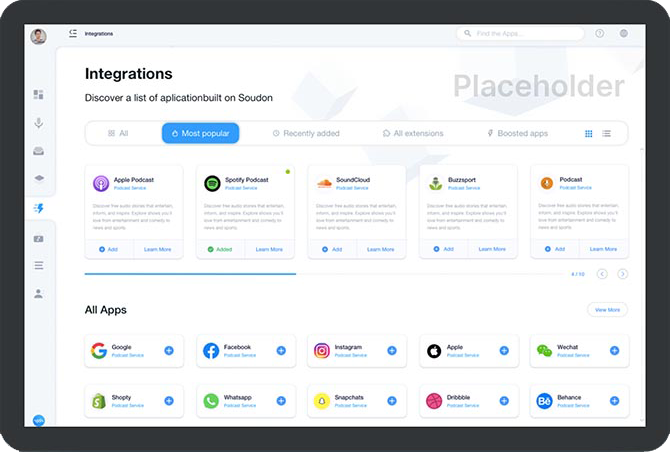 Integrations
Find the Apps...
Integrations
Placeholder
Discover a list of aplicationbuilt on Soudon
All
Most popular
Recently added
All extensions
Boosted apps
Apple Podcast
Podcast Service
Discover free audio stories that entertain,
inform, and inspire. Explore shows you'll
love from entertainment and comedy to
news and sports.
Add
Learn More
Spotify Podcast
Podcast Service
Discover free audio stories that entertain,
inform, and inspire. Explore shows you'll
love from entertainment and comedy to
news and sports.
Added
Learn More
SoundCloud
Podcast Service
Discover free audio stories that entertain,
inform, and inspire. Explore shows you'll
love from entertainment and comedy to
news and sports.
Add
Learn More
Buzzsport
Podcast Service
Discover free audio stories that entertain,
inform, and inspire. Explore shows you'll
love from entertainment and comedy to
news and sports.
Add
Learn More
Podcast
Podcast Service
Discover free audio stories that entertain,
inform, and inspire. Explore shows you'll
love from entertainment and comedy to
news and sports.
Add
Learn More
4 / 10
All Apps
View More
Google
Podcast Service
Facebook
Podcast Service
Instagram
Podcast Service
Apple
Podcast Service
Wechat
Podcast Service
Shopty
Podcast Service
Whatsapp
Podcast Service
Snapchats
Podcast Service
Dribbble
Podcast Service
Behance
Podcast Service